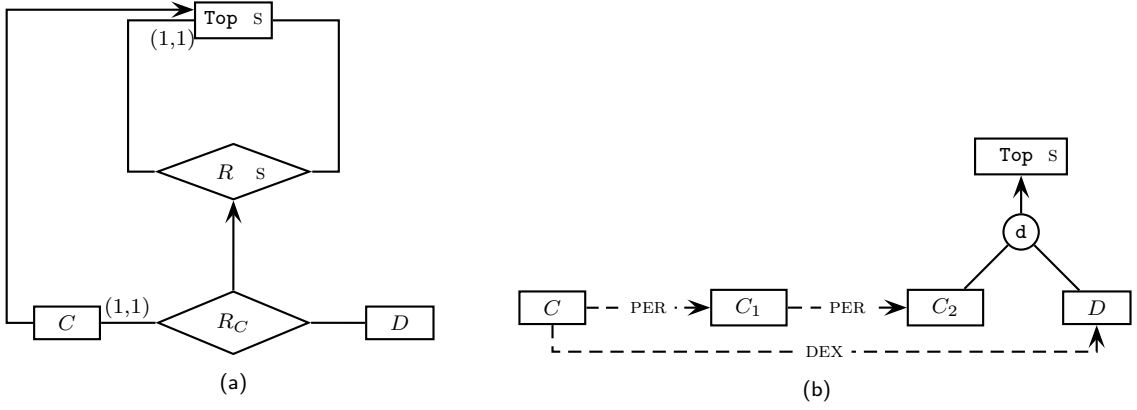 Top S
(1,1)
R S
C
(1,1)
R_C
D
(a)
Top S
d
C
PER
C_1
PER
C_2
D
DEX
(b)